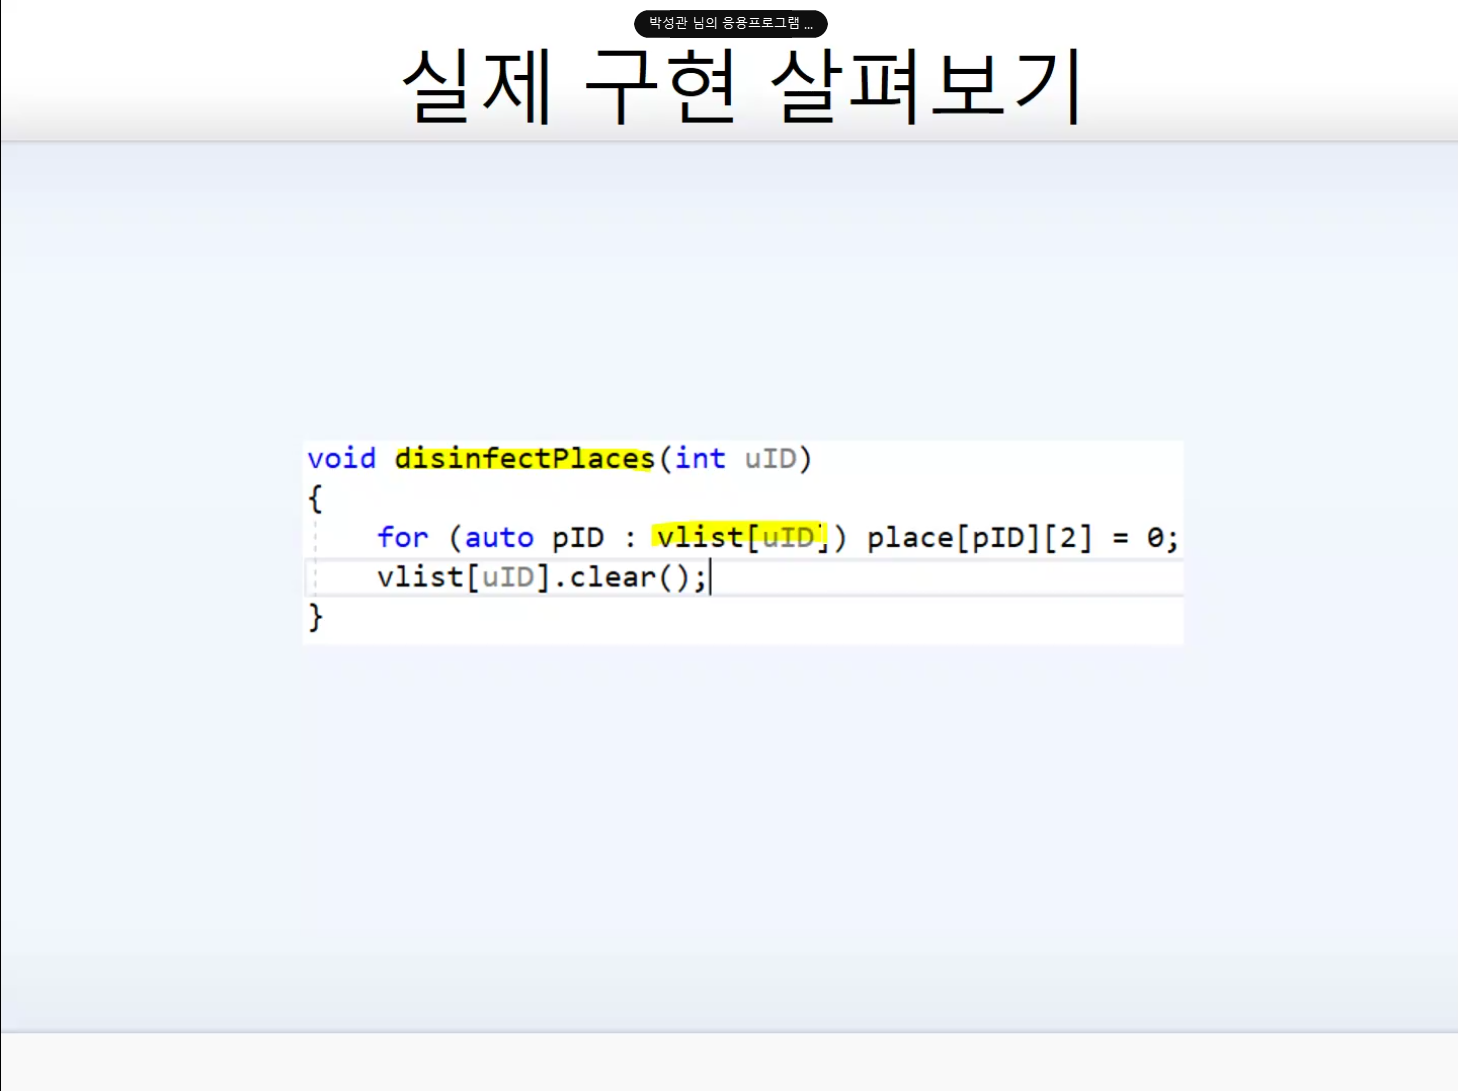 박성관 님의 응용프로그램 ...
실제 구현 살펴보기
void disinfectPlaces(int uID)
{
    for (auto pID : vlist[uID]) place[pID][2] = 0;
    vlist[uID].clear();
}